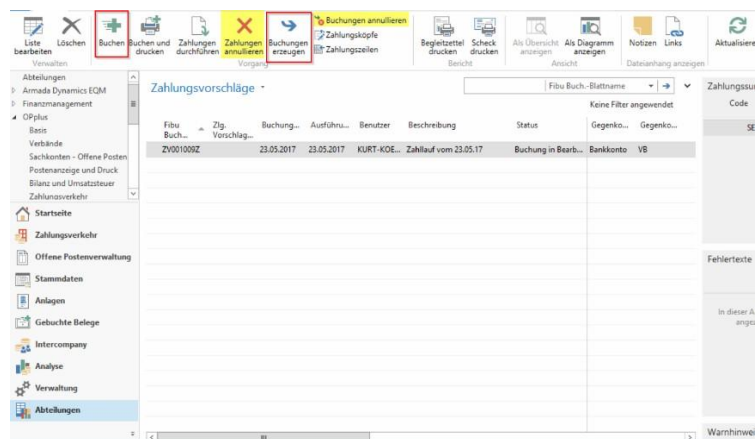 Liste bearbeiten
Löschen
Buchen
Buchen und drucken
Zahlungen durchführen
Zahlungen annullieren
Buchungen erzeugen
Buchungen annullieren
Zahlungsköpfe
Zahlungszeilen
Begleitzettel drucken
Scheck drucken
Als Übersicht anzeigen
Als Diagramm anzeigen
Notizen
Links
Aktualisiere
Verwalten
Vorgang
Bericht
Ansicht
Dateianhang anzeigen
Abteilungen
Armada Dynamics EQM
Finanzmanagement
OPplus
Basis
Verbände
Sachkonten - Offene Posten
Postenanzeige und Druck
Bilanz und Umsatzsteuer
Zahlungsverkehr
Startseite
Zahlungsverkehr
Offene Postenverwaltung
Stammdaten
Anlagen
Gebuchte Belege
Intercompany
Analyse
Verwaltung
Abteilungen
Zahlungsvorschläge
Fibu Buch.-Blattname
Keine Filter angewendet
Fibu Buch... Zlg. Vorschlag... Buchung... Ausführu... Benutzer Beschreibung Status Gegenko... Gegenko...
ZV001009Z 23.05.2017 23.05.2017 KURT-KOE... Zahllauf vom 23.05.17 Buchung in Bearb... Bankkonto VB
Zahlungssu
Code
SE
Fehlertexte
In dieser A
angez
Warnhinwei